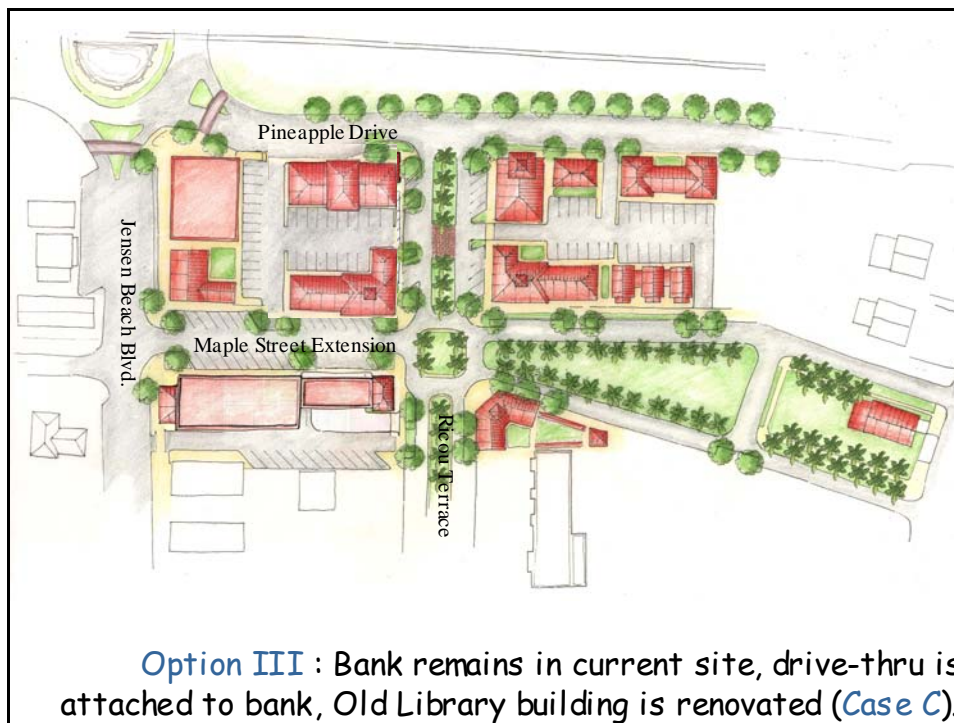 Pineapple Drive
Jensen Beach Blvd.
Maple Street Extension
Ricou Terrace
Option III : Bank remains in current site, drive-thru is
attached to bank, Old Library building is renovated (Case C).